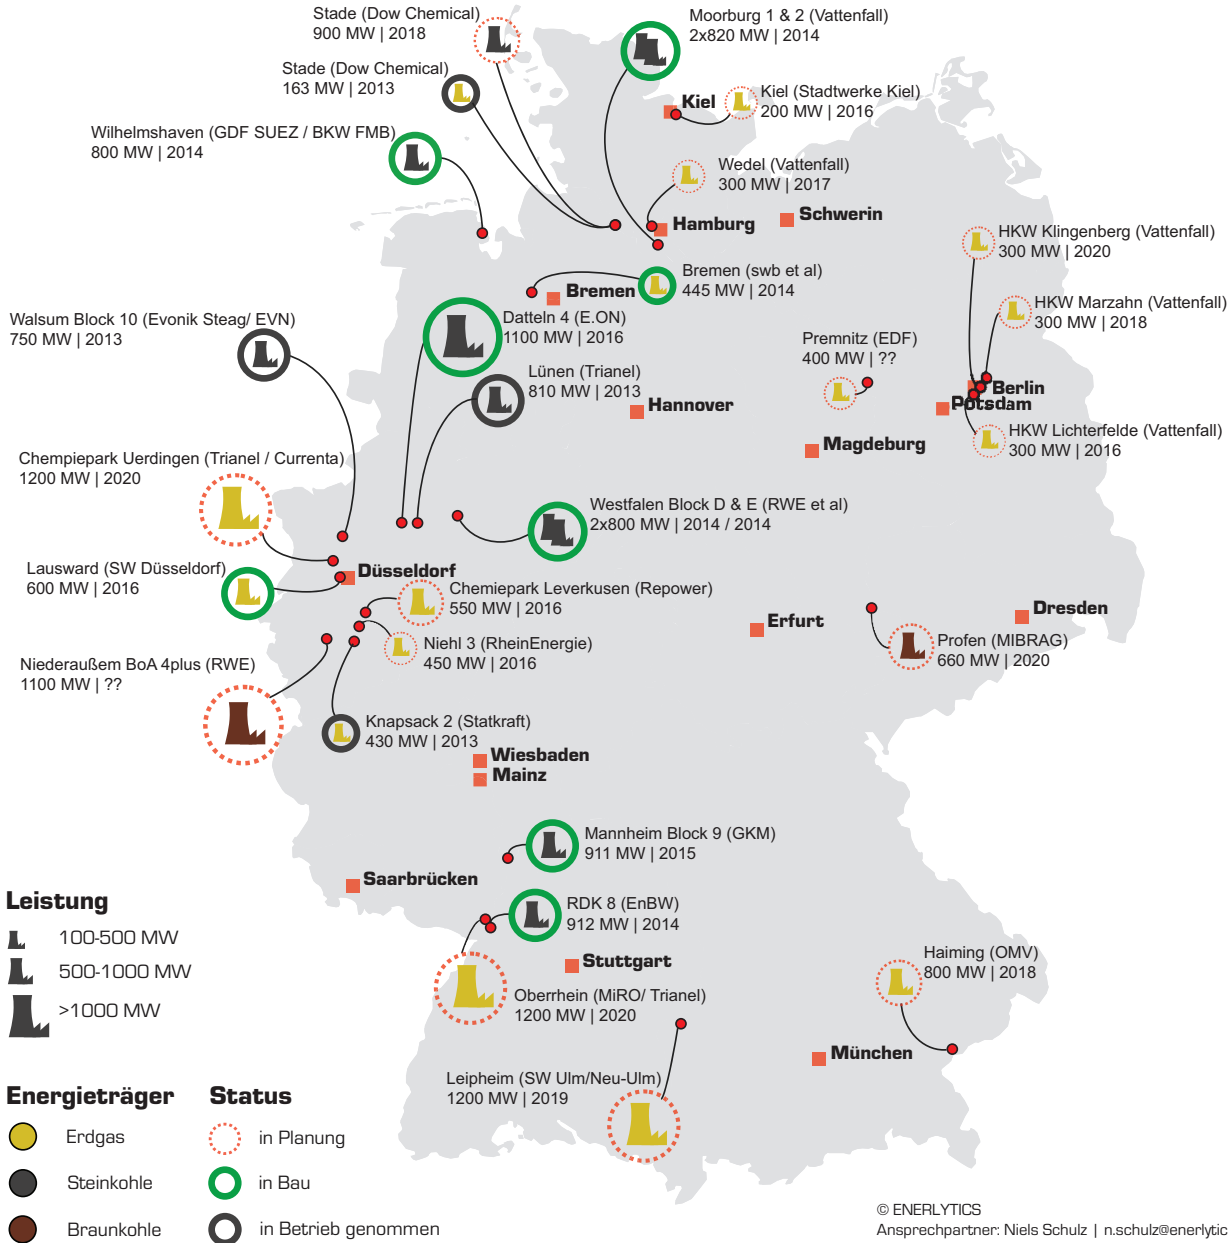 Stade (Dow Chemical)
900 MW | 2018
Moorburg 1 & 2 (Vattenfall)
2x820 MW | 2014
Stade (Dow Chemical)
163 MW | 2013
Kiel
Kiel (Stadtwerke Kiel)
200 MW | 2016
Wilhelmshaven (GDF SUEZ / BKW FMB)
800 MW | 2014
Wedel (Vattenfall)
300 MW | 2017
Hamburg
Schwerin
HKW Klingenberg (Vattenfall)
300 MW | 2020
Bremen (swb et al)
445 MW | 2014
Bremen
HKW Marzahn (Vattenfall)
300 MW | 2018
Walsum Block 10 (Evonik Steag/ EVN)
750 MW | 2013
Datteln 4 (E.ON)
1100 MW | 2016
Premnitz (EDF)
400 MW | ??
Lünen (Trianel)
810 MW | 2013
Berlin
Potsdam
Hannover
Magdeburg
HKW Lichterfelde (Vattenfall)
300 MW | 2016
Chempiepark Uerdingen (Trianel / Currenta)
1200 MW | 2020
Westfalen Block D & E (RWE et al)
2x800 MW | 2014 / 2014
Lausward (SW Düsseldorf)
600 MW | 2016
Düsseldorf
Chemiepark Leverkusen (Repower)
550 MW | 2016
Erfurt
Dresden
Niehl 3 (RheinEnergie)
450 MW | 2016
Profen (MIBRAG)
660 MW | 2020
Niederaußem BoA 4plus (RWE)
1100 MW | ??
Knapsack 2 (Statkraft)
430 MW | 2013
Wiesbaden
Mainz
Mannheim Block 9 (GKM)
911 MW | 2015
Saarbrücken
RDK 8 (EnBW)
912 MW | 2014
Stuttgart
Haiming (OMV)
800 MW | 2018
Oberrhein (MiRO/ Trianel)
1200 MW | 2020
München
Leipheim (SW Ulm/Neu-Ulm)
1200 MW | 2019
Leistung
100-500 MW
500-1000 MW
>1000 MW
Energieträger
Erdgas
Steinkohle
Braunkohle
Status
in Planung
in Bau
in Betrieb genommen
© ENERLYTICS
Ansprechpartner: Niels Schulz | n.schulz@enerlytic